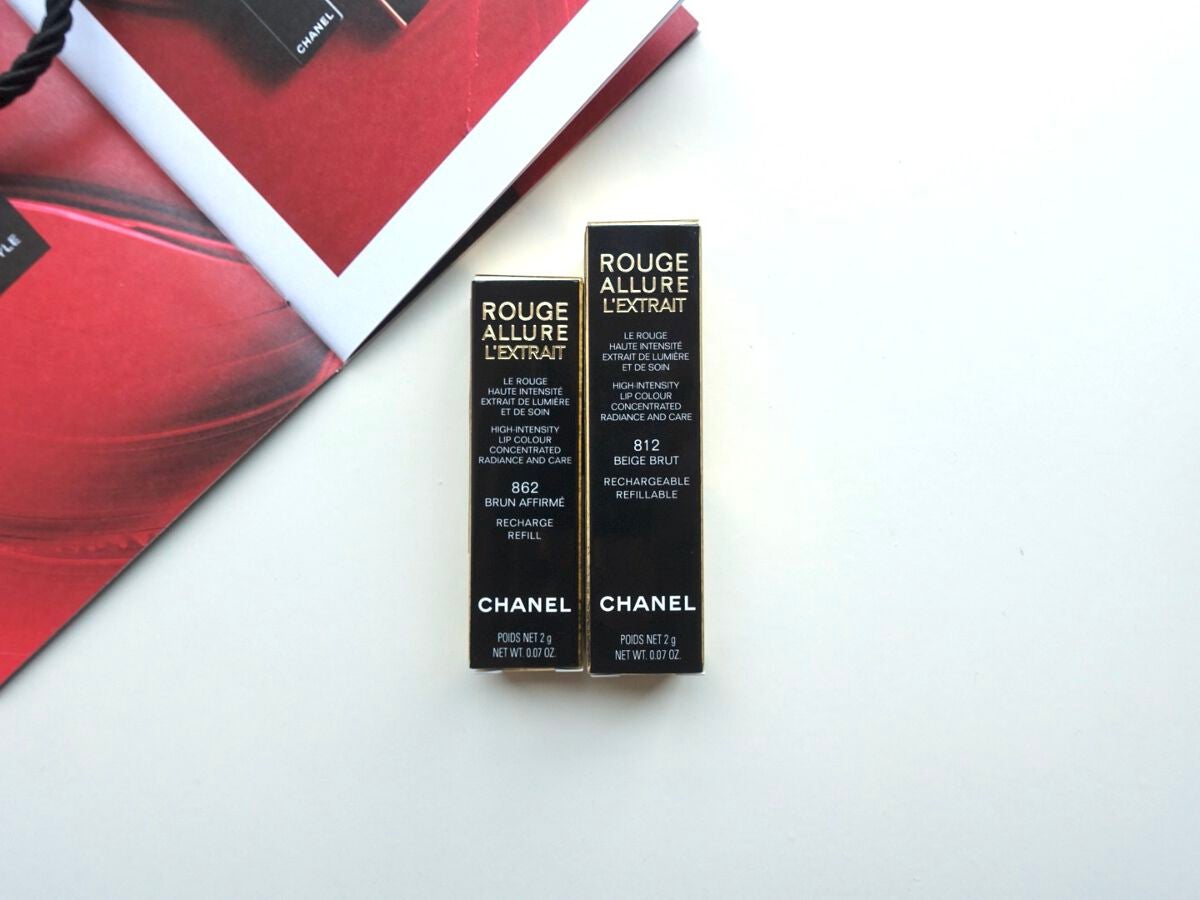 CHANEL
YLE
ROUGE
ALLURE
L'EXTRAIT
LE ROUGE
HAUTE INTENSITÉ
EXTRAIT DE LUMIÈRE
ET DE SOIN
HIGH-INTENSITY
LIP COLOUR
CONCENTRATED
RADIANCE AND CARE
862
BRUN AFFIRMÉ
RECHARGE
REFILL
CHANEL
POIDS NET 2 g
NET WT. 0.07 OZ.
ROUGE
ALLURE
L'EXTRAIT
LE ROUGE
HAUTE INTENSITÉ
EXTRAIT DE LUMIÈRE
ET DE SOIN
HIGH-INTENSITY
LIP COLOUR
CONCENTRATED
RADIANCE AND CARE
812
BEIGE BRUT
RECHARGEABLE
REFILLABLE
CHANEL
POIDS NET 2 g
NET WT. 0.07 OZ.